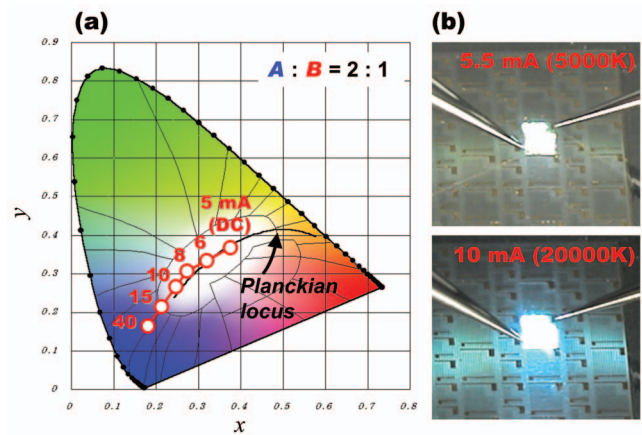 (a)
A : B = 2 : 1
0.9
0.8
0.7
0.6
0.5
0.4
0.3
0.2
0.1
0
y
5 mA
(DC)
6
8
10
15
40
Planckian
locus
0 0.1 0.2 0.3 0.4 0.5 0.6 0.7 0.8
x
(b)
5.5 mA (5000K)
10 mA (20000K)